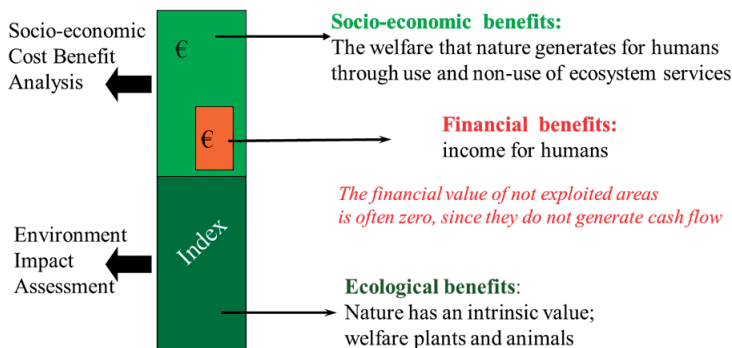 Socio-economic
Cost Benefit
Analysis
€
Socio-economic benefits:
The welfare that nature generates for humans
through use and non-use of ecosystem services
€
Financial benefits:
income for humans
The financial value of not exploited areas
is often zero, since they do not generate cash flow
Environment
Impact
Assessment
Index
Ecological benefits:
Nature has an intrinsic value;
welfare plants and animals